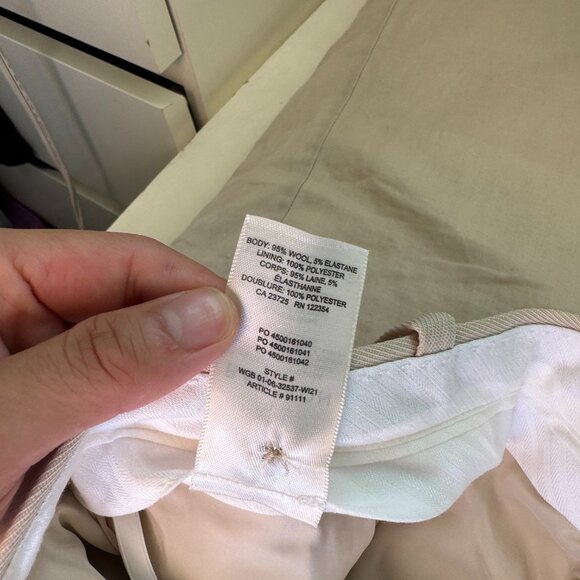 BODY: 95% WOOL, 5% ELASTANE
LINING: 100% POLYESTER
CORPS: 95% LAINE, 5%
ÉLASTHANNE
DOUBLURE: 100% POLYESTER
CA 23725 RN 122354
PO 4500161040
PO 4500161041
PO 4500161042
STYLE #
WGB 01-06-32537-WI21
ARTICLE # 91111